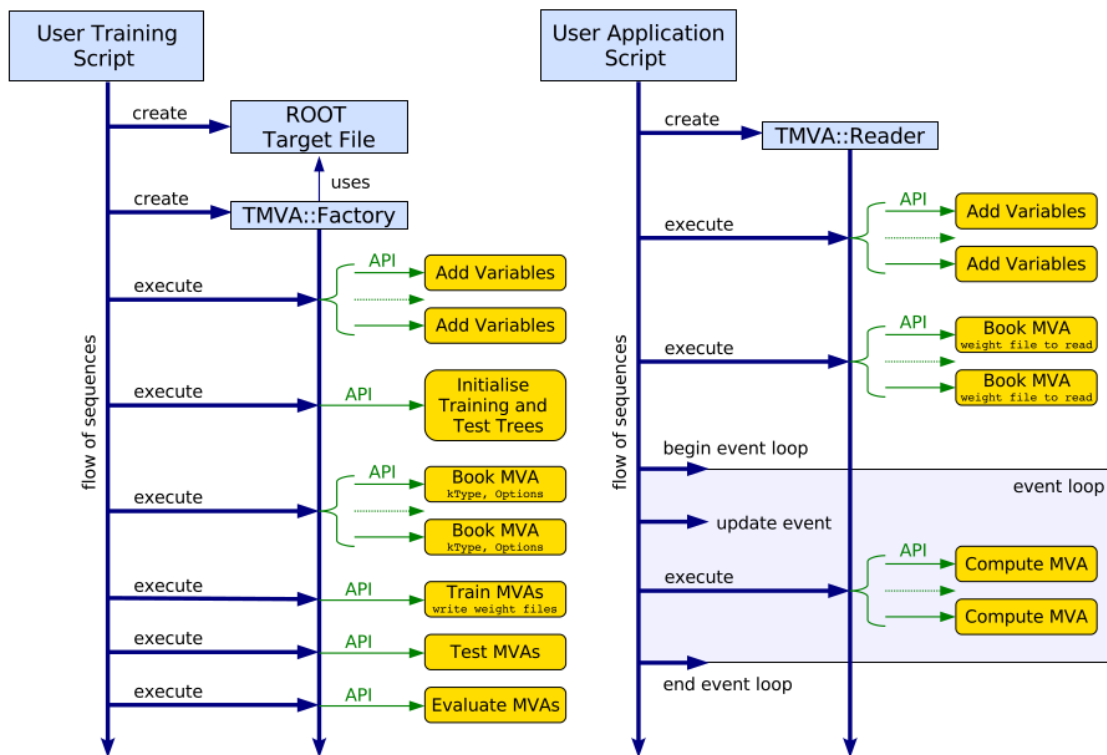 User Training
Script
create
ROOT
Target File
uses
create
TMVA::Factory
execute
API
Add Variables
Add Variables
flow of sequences
execute
API
Initialise
Training and
Test Trees
execute
API
Book MVA
kType, Options
Book MVA
kType, Options
execute
API
Train MVAs
write weight files
execute
API
Test MVAs
execute
API
Evaluate MVAs
User Application
Script
create
TMVA::Reader
execute
API
Add Variables
Add Variables
execute
API
Book MVA
weight file to read
Book MVA
weight file to read
flow of sequences
begin event loop
event loop
update event
execute
API
Compute MVA
Compute MVA
end event loop